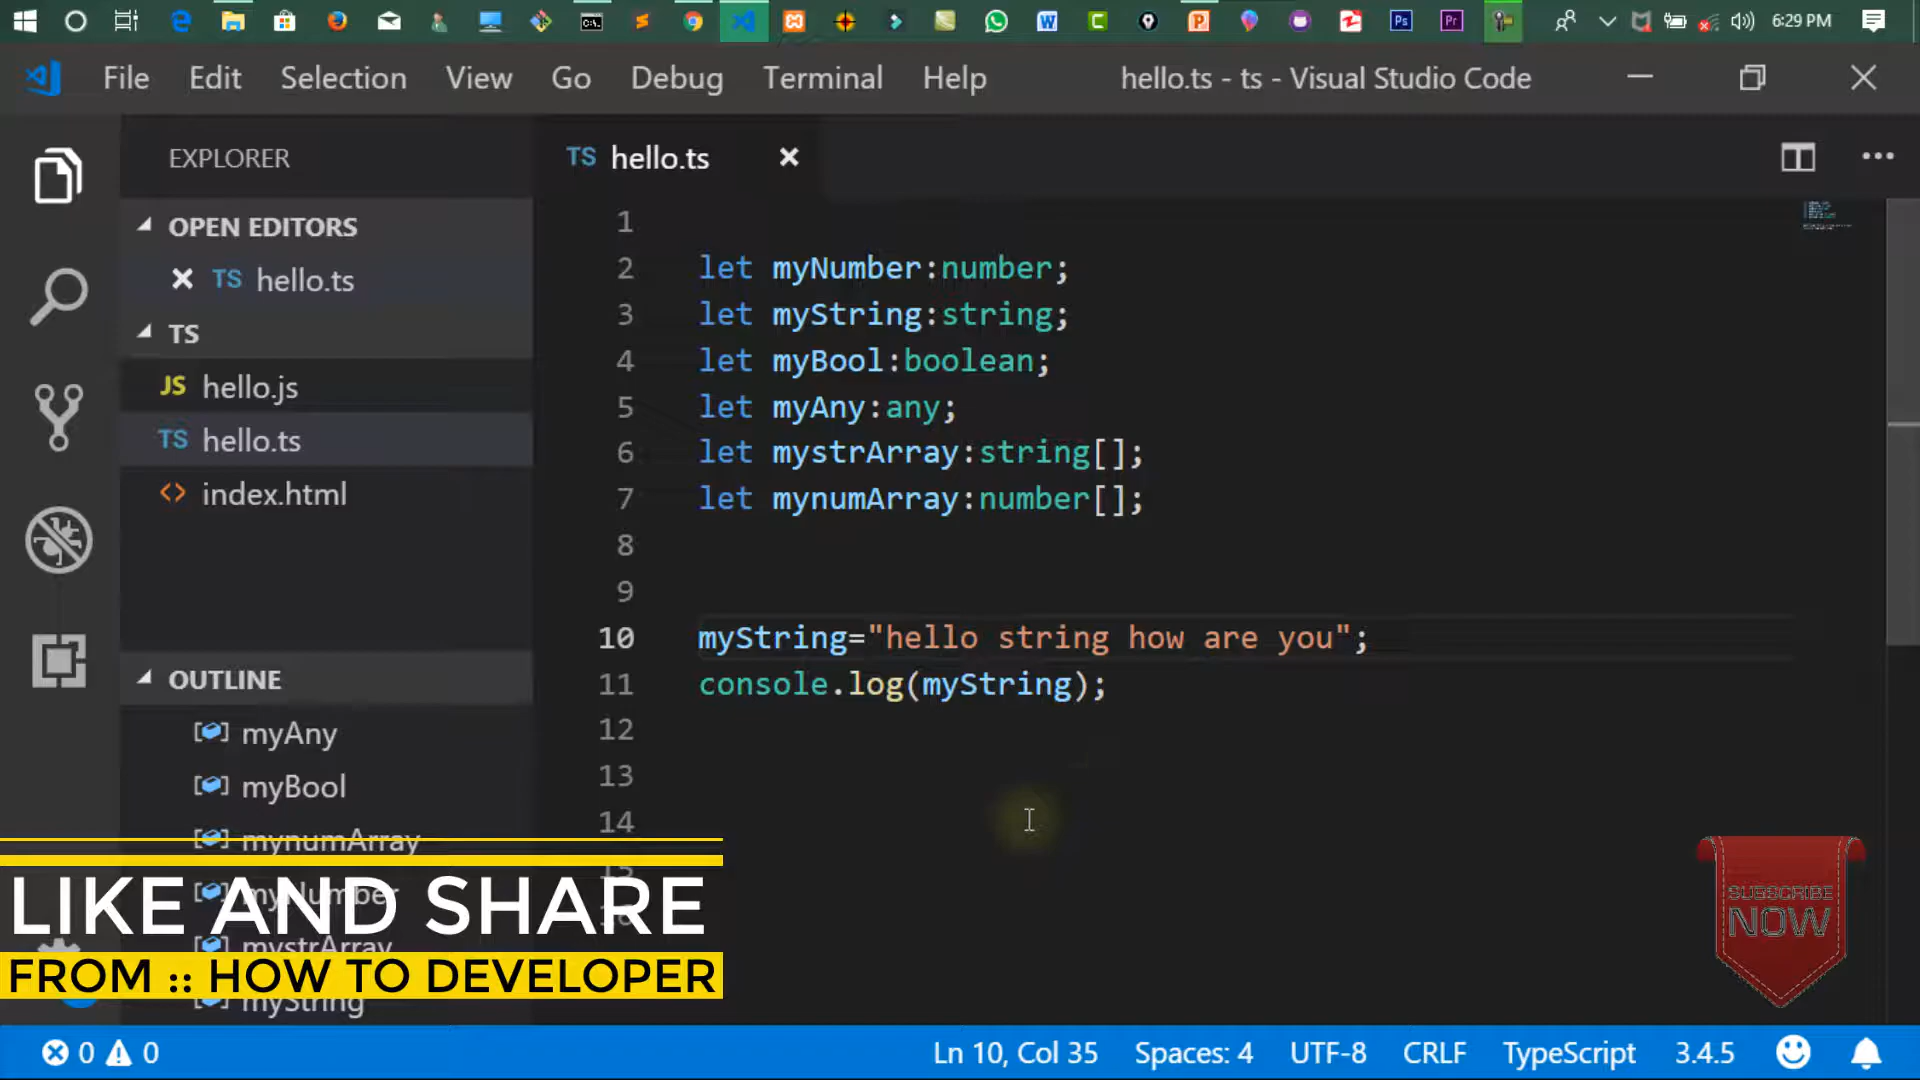 6:29 PM
File Edit Selection View Go Debug Terminal Help hello.ts - ts - Visual Studio Code
EXPLORER
OPEN EDITORS
TS hello.ts
TS
JS hello.js
TS hello.ts
<> index.html
OUTLINE
myAny
myBool
mynumArray
myNumber
mystrArray
myString
TS hello.ts
1
2 let myNumber:number;
3 let myString:string;
4 let myBool:boolean;
5 let myAny:any;
6 let mystrArray:string[];
7 let mynumArray:number[];
8
9
10 myString="hello string how are you";
11 console.log(myString);
12
13
14
LIKE AND SHARE
FROM :: HOW TO DEVELOPER
SUBSCRIBE
NOW
0 0 Ln 10, Col 35 Spaces: 4 UTF-8 CRLF TypeScript 3.4.5